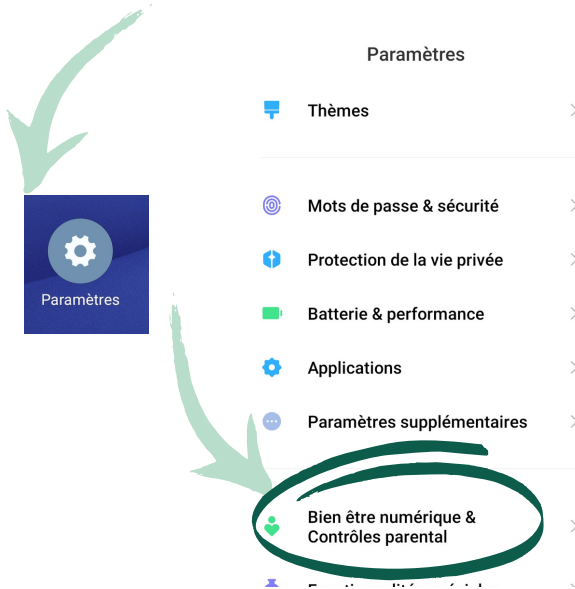 Paramètres
Paramètres
Thèmes
Mots de passe & sécurité
Protection de la vie privée
Batterie & performance
Applications
Paramètres supplémentaires
Bien être numérique &
Contrôles parental